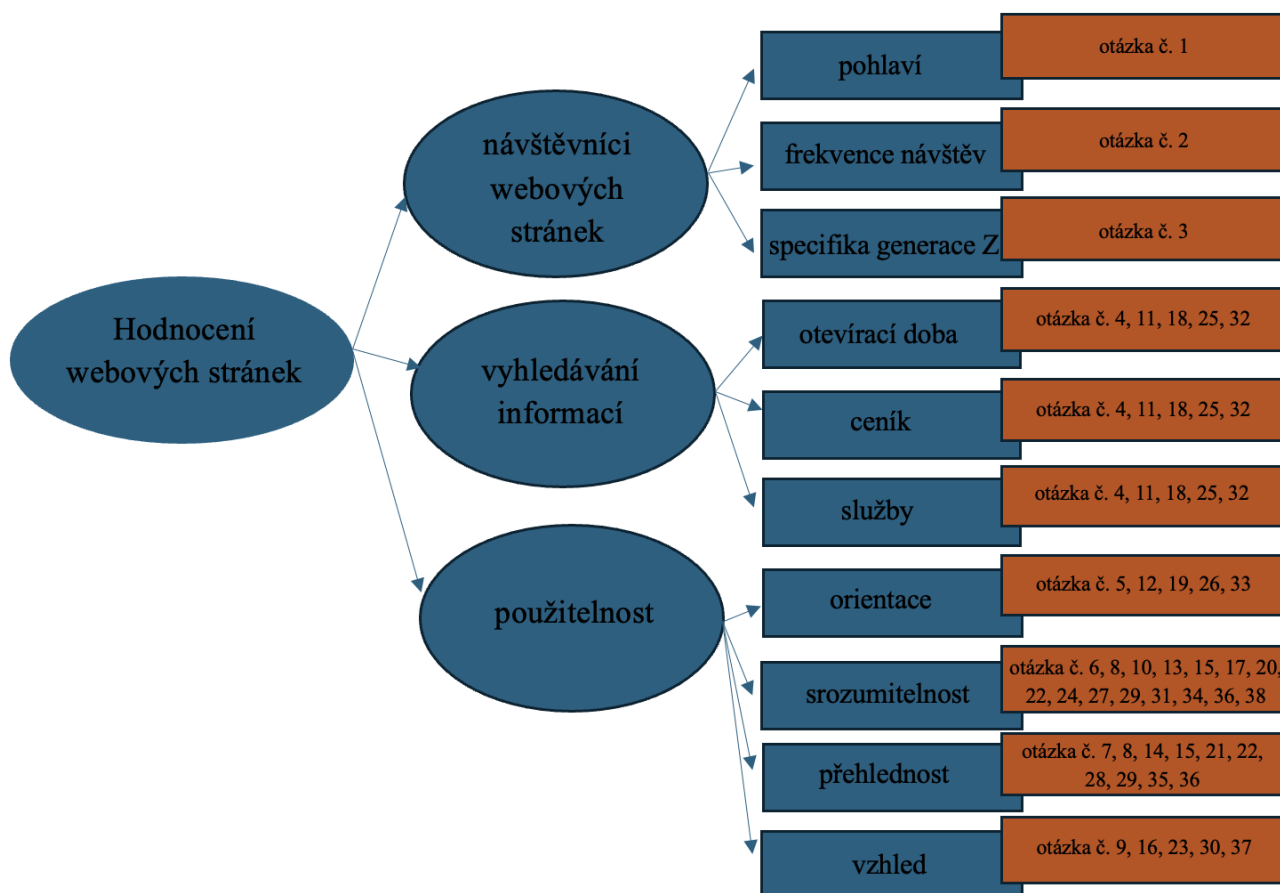 Hodnocení
webových stránek
návštěvníci
webových
stránek
pohlaví
otázka č. 1
frekvence návštěv
otázka č. 2
specifika generace Z
otázka č. 3
vyhledávání
informací
otevírací doba
otázka č. 4, 11, 18, 25, 32
ceník
otázka č. 4, 11, 18, 25, 32
služby
otázka č. 4, 11, 18, 25, 32
použitelnost
orientace
otázka č. 5, 12, 19, 26, 33
srozumitelnost
otázka č. 6, 8, 10, 13, 15, 17, 20,
22, 24, 27, 29, 31, 34, 36, 38
přehlednost
otázka č. 7, 8, 14, 15, 21, 22,
28, 29, 35, 36
vzhled
otázka č. 9, 16, 23, 30, 37